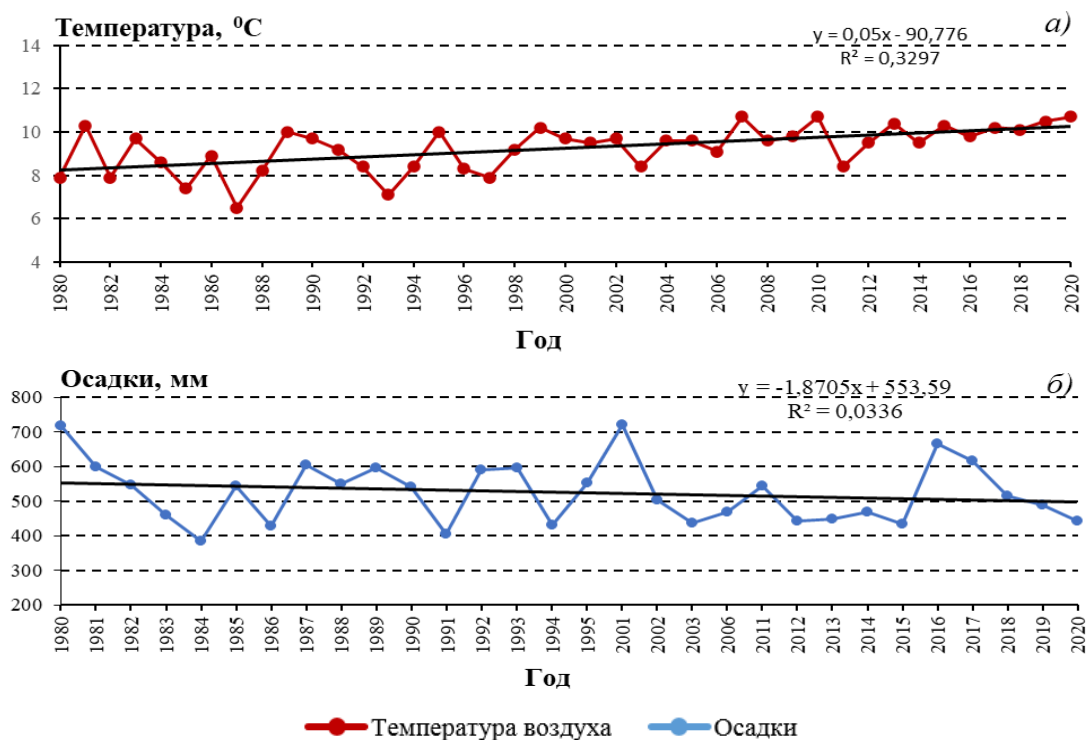 Температура, ⁰С
а)
y = 0,05x - 90,776
R² = 0,3297
14
12
10
8
6
4
1980 1982 1984 1986 1988 1990 1992 1994 1996 1998 2000 2002 2004 2006 2008 2010 2012 2014 2016 2018 2020
Год
Осадки, мм
б)
y = -1,8705x + 553,59
R² = 0,0336
800
700
600
500
400
300
200
1980 1981 1982 1983 1984 1985 1986 1987 1988 1989 1990 1991 1992 1993 1994 1995 2001 2002 2003 2006 2011 2012 2013 2014 2015 2016 2017 2018 2019 2020
Год
Температура воздуха Осадки